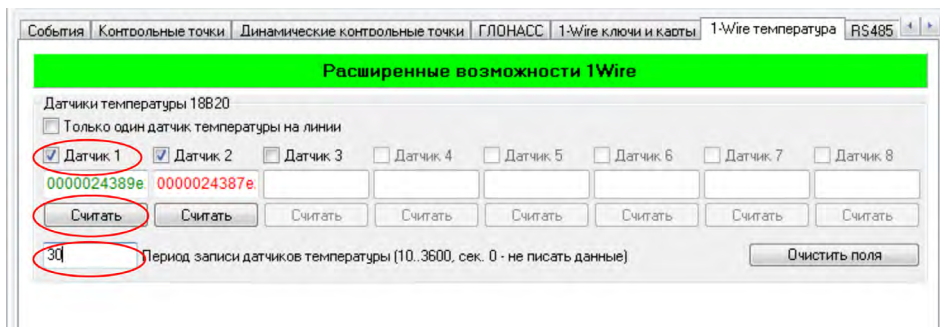 События Контрольные точки Динамические контрольные точки ГЛОНАСС 1-Wire ключи и карты 1-Wire температура RS485
Расширенные возможности 1Wire
Датчики температуры 18B20
Только один датчик температуры на линии
Датчик 1 Датчик 2 Датчик 3 Датчик 4 Датчик 5 Датчик 6 Датчик 7 Датчик 8
0000024389e 0000024387e
Считать Считать Считать Считать Считать Считать Считать Считать
30 Период записи датчиков температуры (10..3600, сек. 0 - не писать данные) Очистить поля